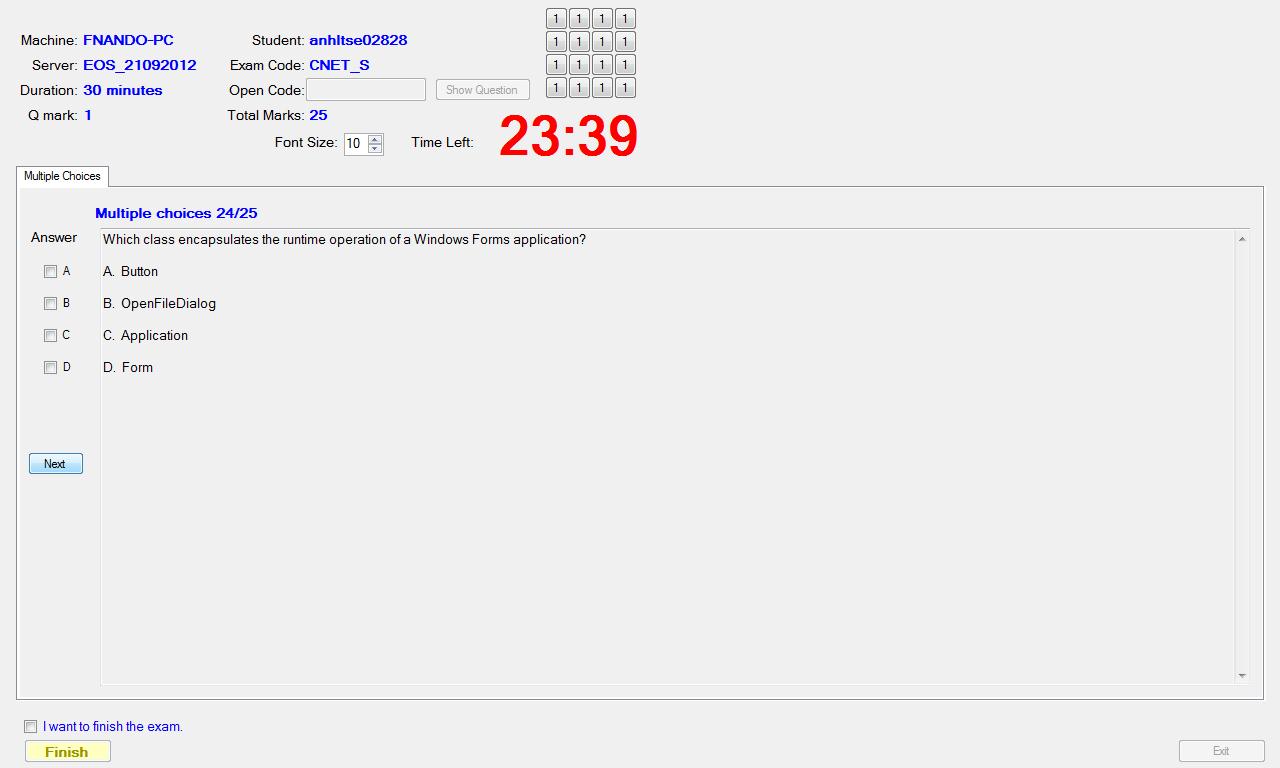 Machine: FNANDO-PC Student: anhltse02828
Server: EOS_21092012 Exam Code: CNET_S
Duration: 30 minutes Open Code: Show Question
Q mark: 1 Total Marks: 25
1 1 1 1
1 1 1 1
1 1 1 1
1 1 1 1
Font Size: 10 Time Left: 23:39
Multiple Choices
Multiple choices 24/25
Answer
Which class encapsulates the runtime operation of a Windows Forms application?
A A. Button
B B. OpenFileDialog
C C. Application
D D. Form
Next
I want to finish the exam.
Finish Exit